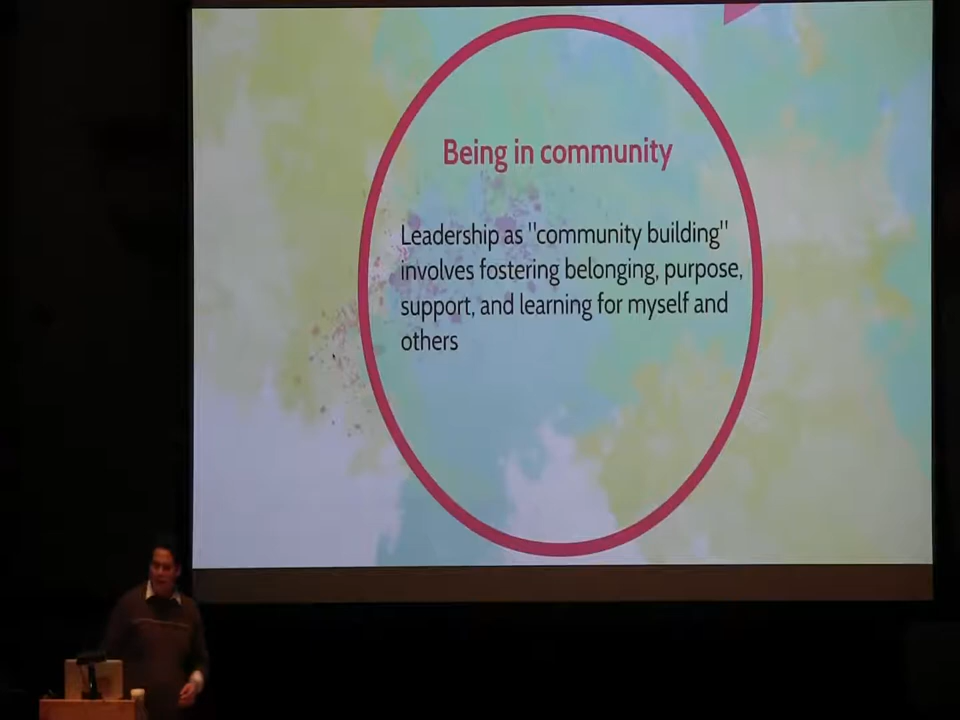 Being in community
Leadership as "community building"
involves fostering belonging, purpose,
support, and learning for myself and
others